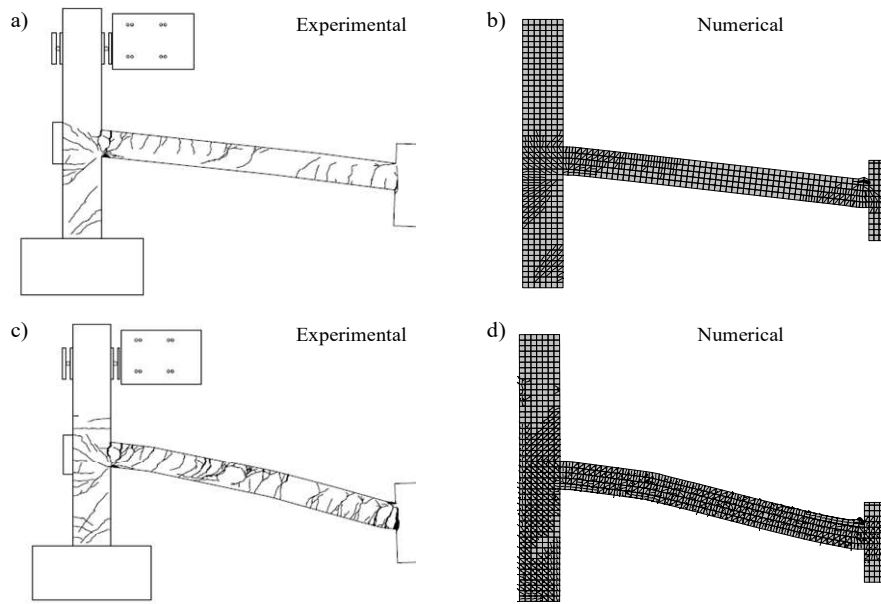 a)
Experimental
b)
Numerical
c)
Experimental
d)
Numerical